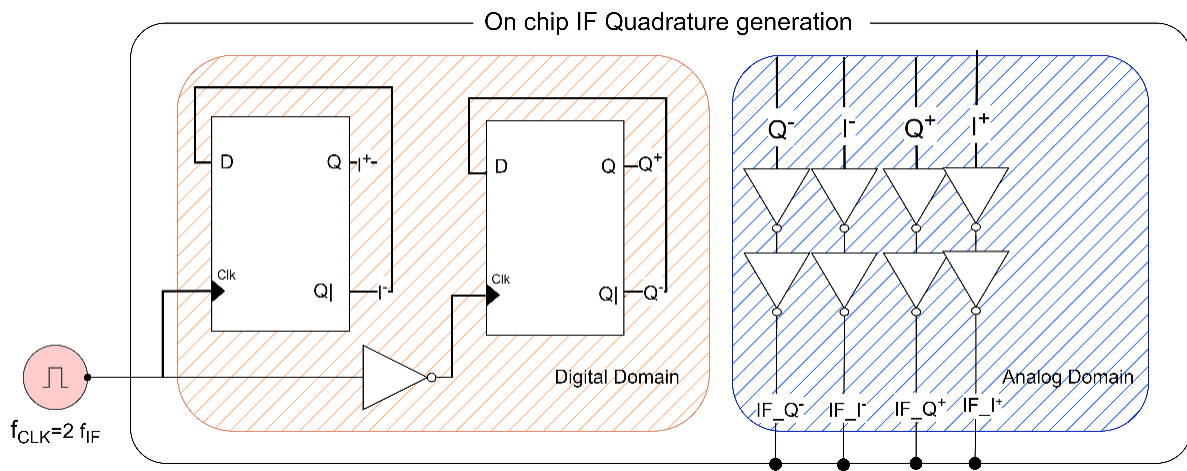 On chip IF Quadrature generation
D
Q
I⁺
Clk
Q|
I⁻
D
Q
Q⁺
Clk
Q|
Q⁻
Digital Domain
f_CLK=2 f_IF
Q⁻
I⁻
Q⁺
I⁺
Analog Domain
IF_Q⁻
IF_I⁻
IF_Q⁺
IF_I⁺